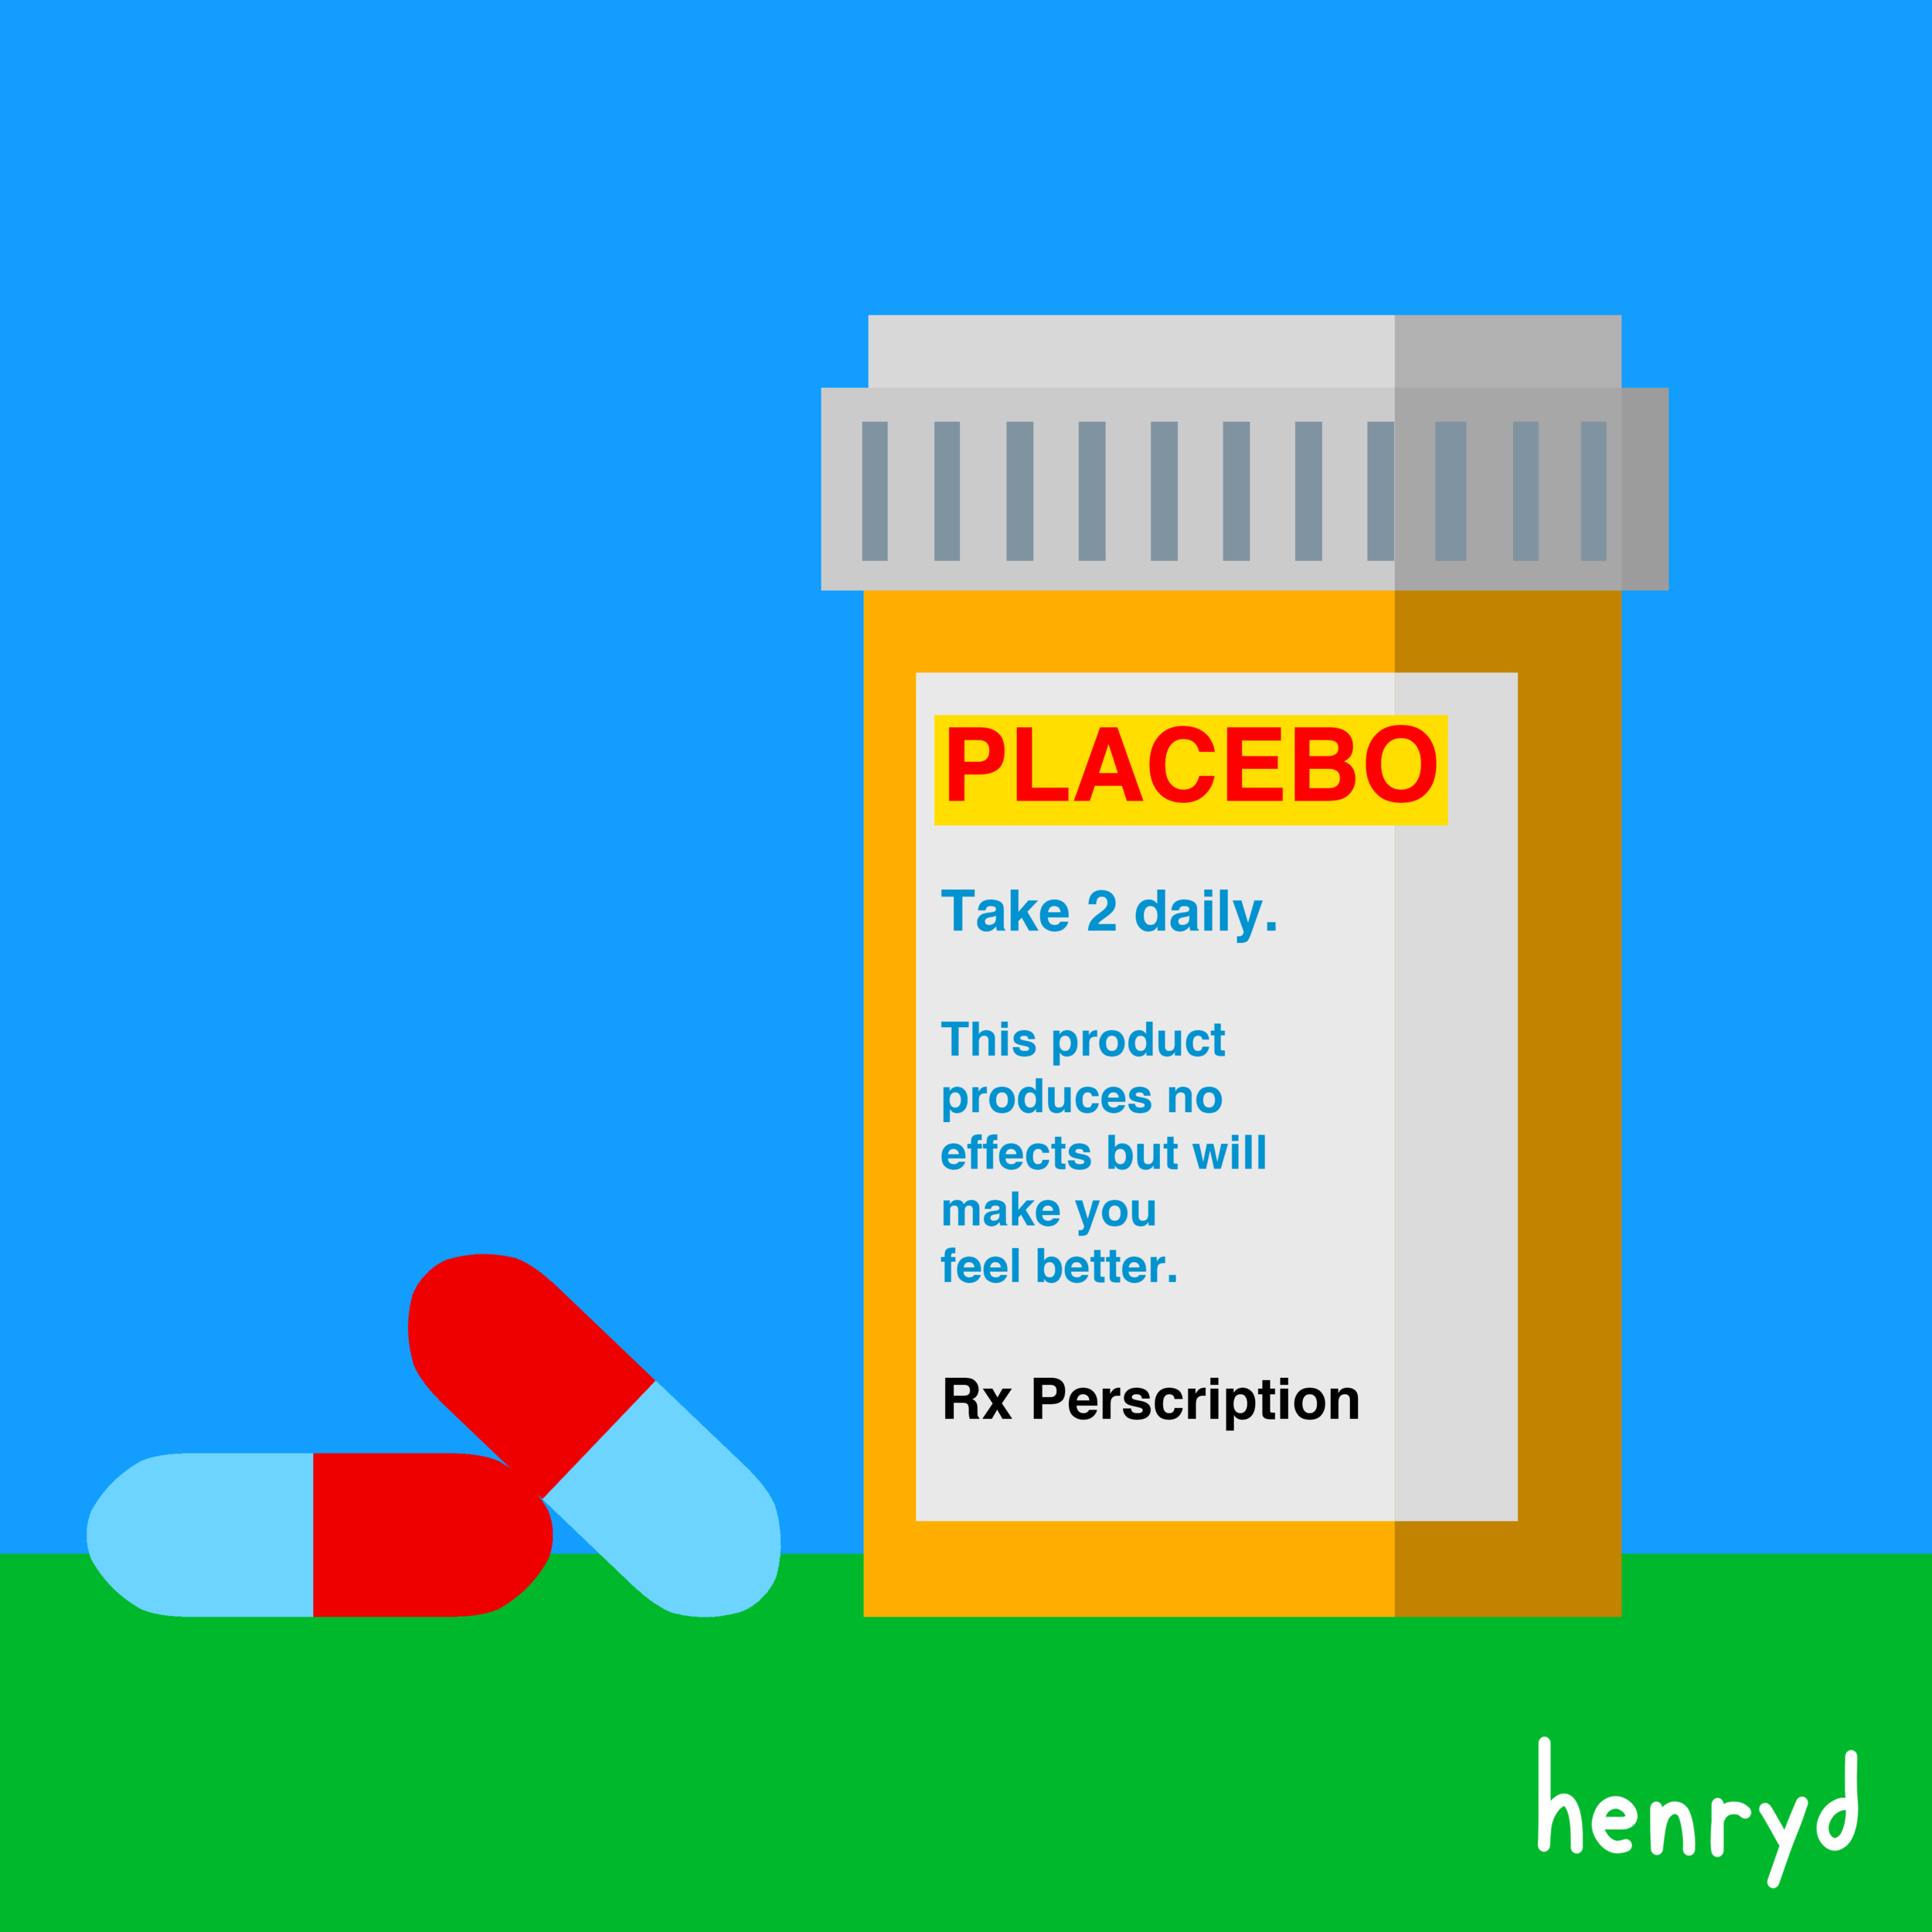 PLACEBO
Take 2 daily.
This product
produces no
effects but will
make you
feel better.
Rx Perscription
henryd